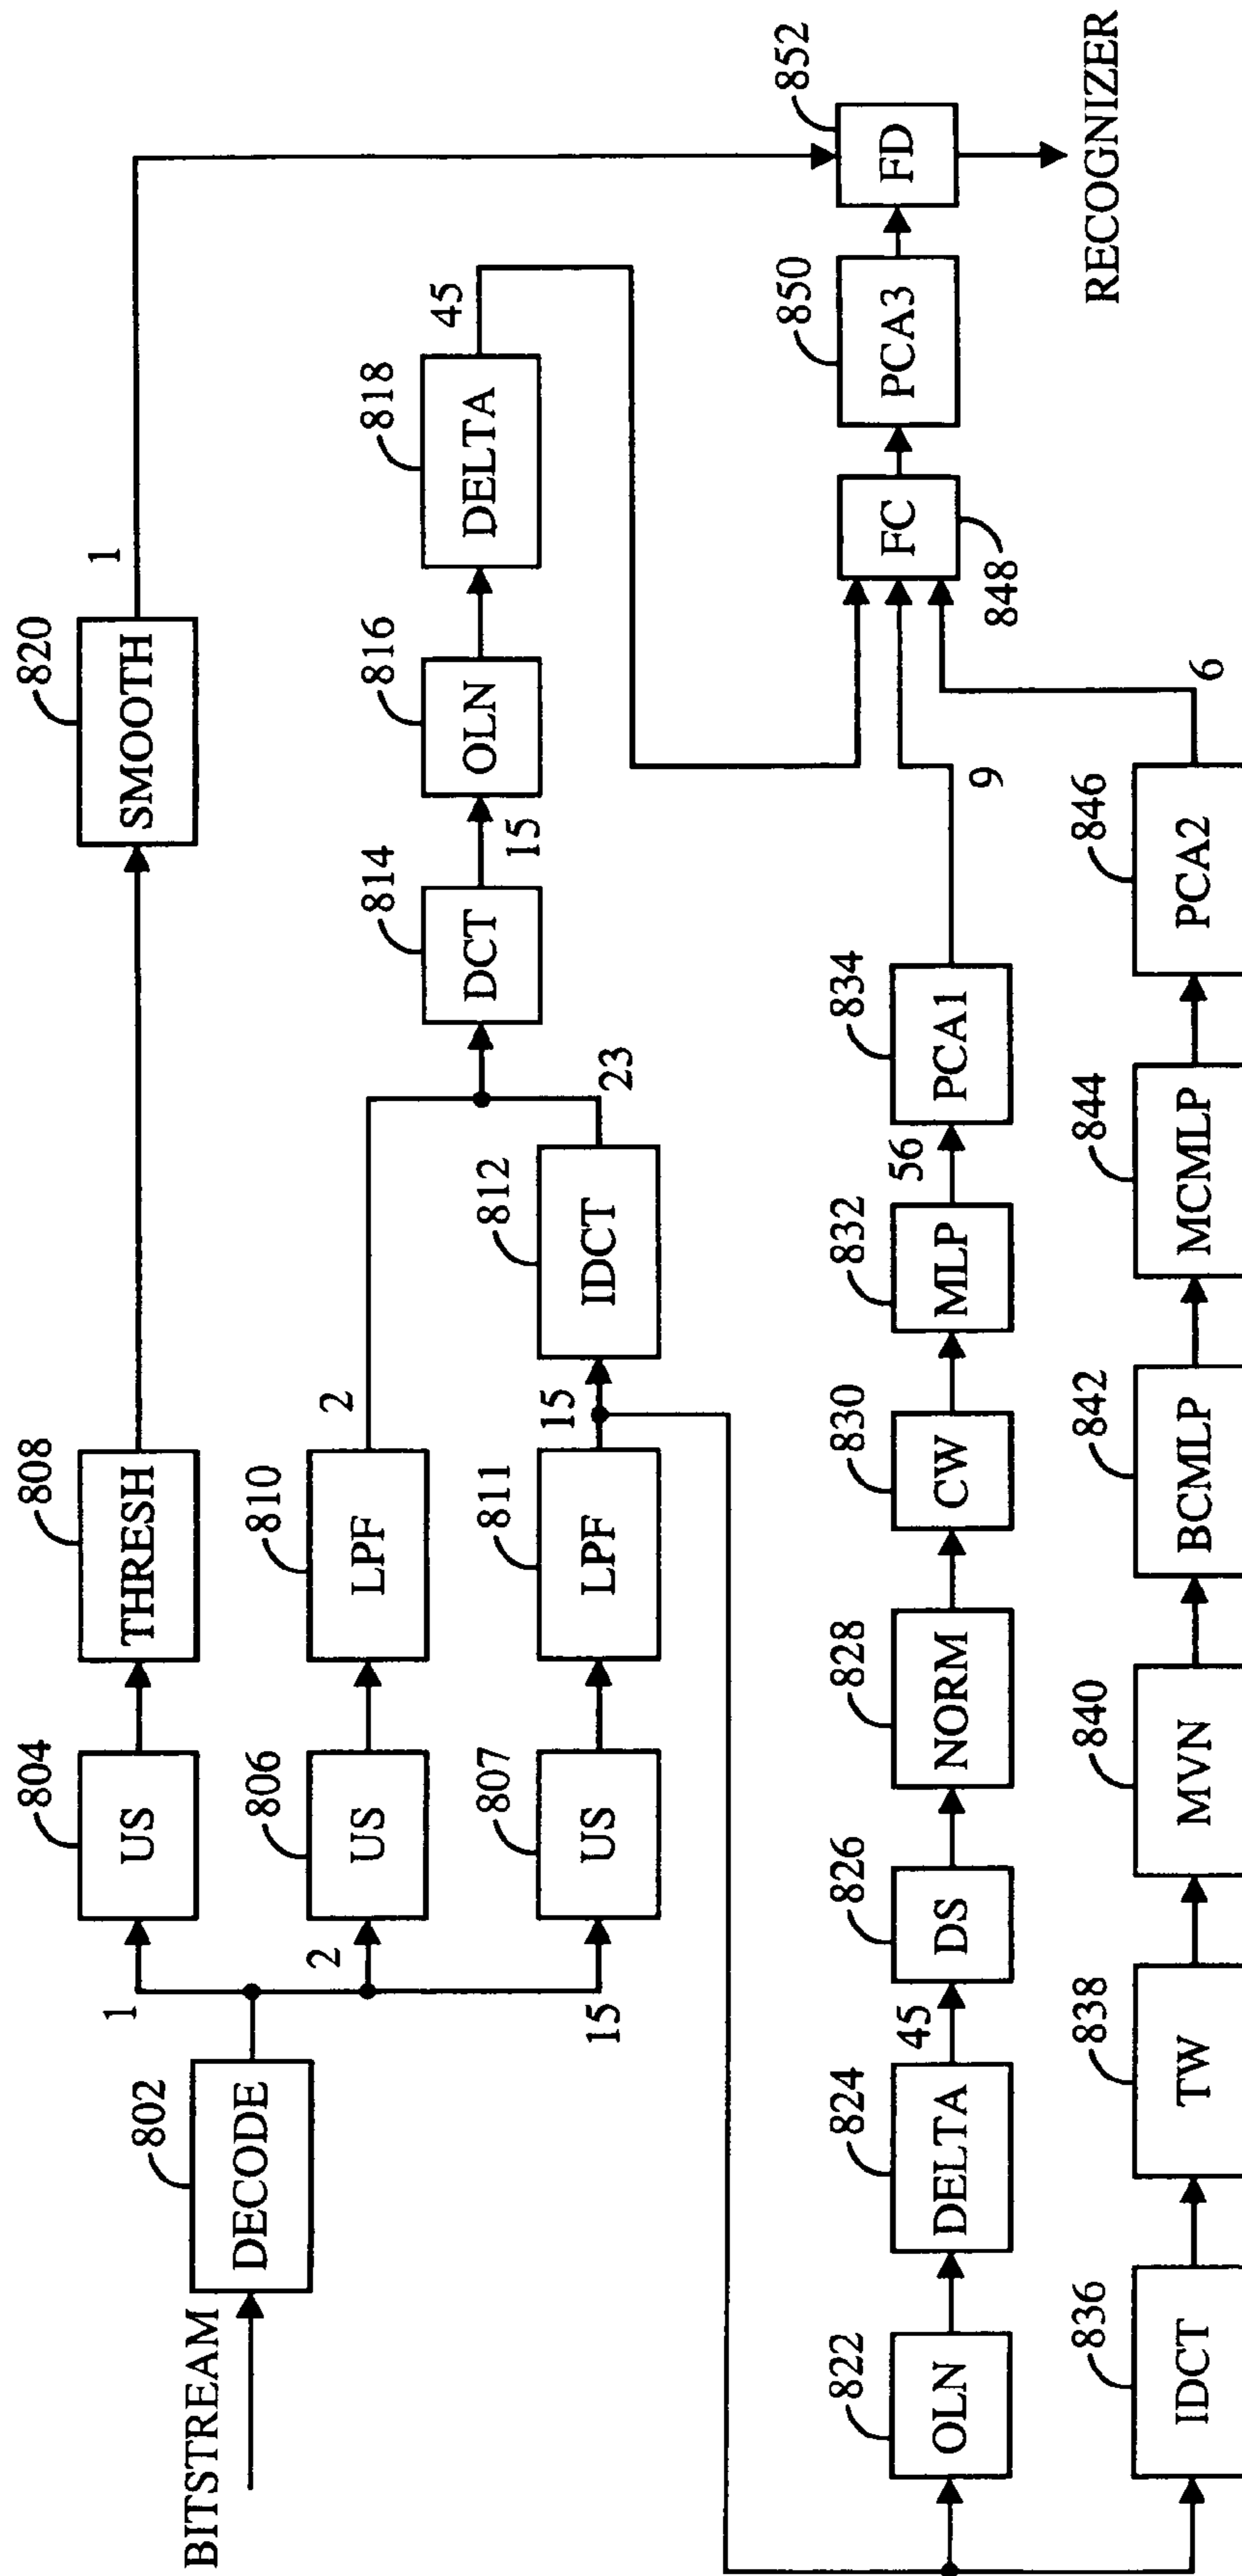 BITSTREAM
802
DECODE
1
2
15
804
US
806
US
807
US
808
THRESH
810
LPF
811
LPF
2
15
812
IDCT
23
820
SMOOTH
1
814
DCT
15
816
OLN
818
DELTA
45
822
OLN
824
DELTA
45
826
DS
828
NORM
830
CW
832
MLP
56
834
PCA1
9
836
IDCT
838
TW
840
MVN
842
BCMLP
844
MCMLP
846
PCA2
6
FC
848
850
PCA3
852
FD
RECOGNIZER